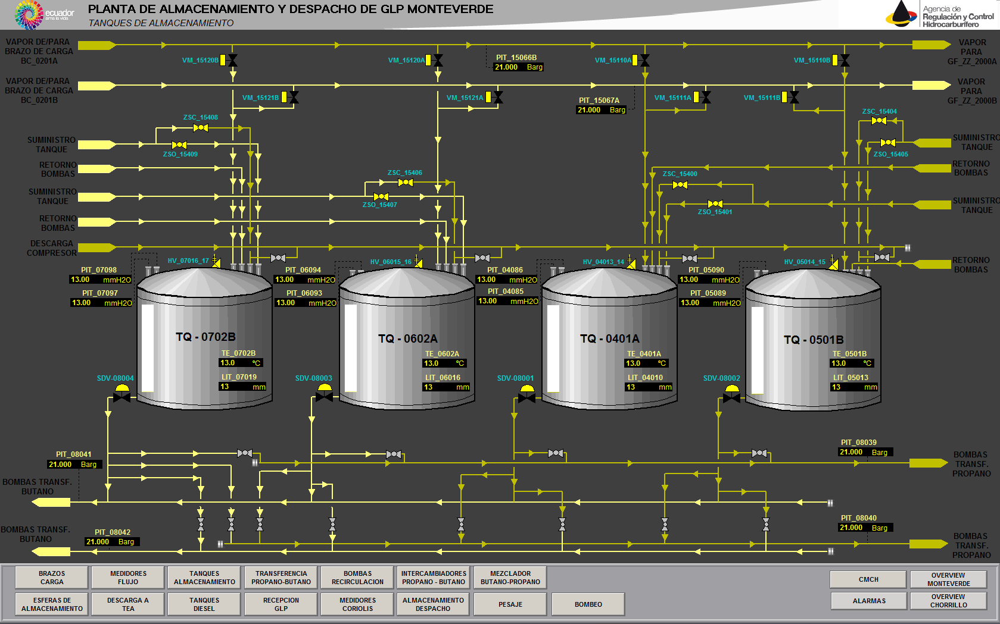 ecuador
ama la vida
PLANTA DE ALMACENAMIENTO Y DESPACHO DE GLP MONTEVERDE
TANQUES DE ALMACENAMIENTO
Agencia de
Regulación y Control
Hidrocarburífero
VAPOR DE/PARA
BRAZO DE CARGA
BC_0201A
VM_15120B
VM_15120A
PIT_15066B
21.000 Barg
VM_15110A
VM_15110B
VAPOR
PARA
GF_ZZ_2000A
VAPOR DE/PARA
BRAZO DE CARGA
BC_0201B
VM_15121B
VM_15121A
PIT_15067A
21.000 Barg
VM_15111A
VM_15111B
VAPOR
PARA
GF_ZZ_2000B
ZSC_15408
ZSC_15404
SUMINISTRO
TANQUE
ZSO_15409
SUMINISTRO
TANQUE
ZSO_15405
RETORNO
BOMBAS
ZSC_15406
ZSC_15400
RETORNO
BOMBAS
SUMINISTRO
TANQUE
ZSO_15407
ZSO_15401
SUMINISTRO
TANQUE
RETORNO
BOMBAS
DESCARGA
COMPRESOR
HV_07016_17
HV_06015_16
HV_04013_14
HV_05014_15
RETORNO
BOMBAS
PIT_07098
13.00 mmH2O
PIT_06094
13.00 mmH2O
PIT_04086
13.00 mmH2O
PIT_05090
13.00 mmH2O
PIT_07097
13.00 mmH2O
PIT_06093
13.00 mmH2O
PIT_04085
13.00 mmH2O
PIT_05089
13.00 mmH2O
TQ - 0702B
TQ - 0602A
TQ - 0401A
TQ - 0501B
TE_0702B
13.0 ºC
TE_0602A
13.0 ºC
TE_0401A
13.0 ºC
TE_0501B
13.0 ºC
LIT_07019
13 mm
LIT_06016
13 mm
LIT_04010
13 mm
LIT_05013
13 mm
SDV-08004
SDV-08003
SDV-08001
SDV-08002
PIT_08041
21.000 Barg
PIT_08039
21.000 Barg
BOMBAS
TRANSF.
PROPANO
BOMBAS TRANSF.
BUTANO
BOMBAS TRANSF.
BUTANO
PIT_08042
21.000 Barg
PIT_08040
21.000 Barg
BOMBAS
TRANSF.
PROPANO
BRAZOS
CARGA
MEDIDORES
FLUJO
TANQUES
ALMACENAMIENTO
TRANSFERENCIA
PROPANO-BUTANO
BOMBAS
RECIRCULACION
INTERCAMBIADORES
PROPANO - BUTANO
MEZCLADOR
BUTANO-PROPANO
CMCH
OVERVIEW
MONTEVERDE
ESFERAS DE
ALMACENAMIENTO
DESCARGA A
TEA
TANQUES
DIESEL
RECEPCION
GLP
MEDIDORES
CORIOLIS
ALMACENAMIENTO
DESPACHO
PESAJE
BOMBEO
ALARMAS
OVERVIEW
CHORRILLO